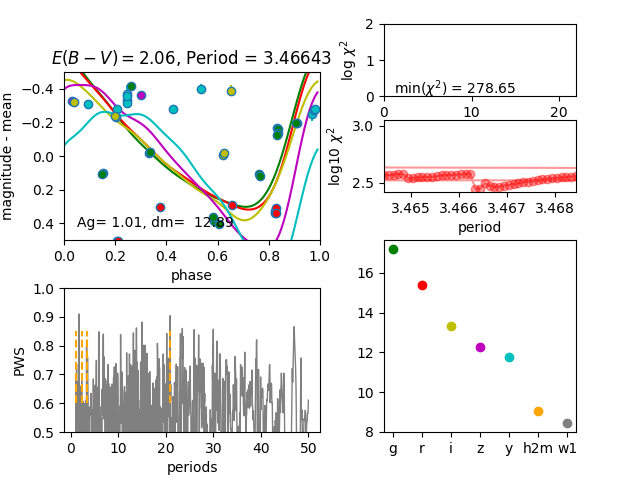 E(B − V) = 2.06, Period = 3.46643
magnitude - mean
−0.4
−0.2
0.0
0.2
0.4
Ag= 1.01, dm= 12.89
0.0 0.2 0.4 0.6 0.8 1.0
phase
log χ²
2
1
0
min(χ²) = 278.65
0 10 20
log10 χ²
3.0
2.5
3.465 3.466 3.467 3.468
period
PWS
1.0
0.9
0.8
0.7
0.6
0.5
0 10 20 30 40 50
periods
16
14
12
10
8
g r i z y h2m w1